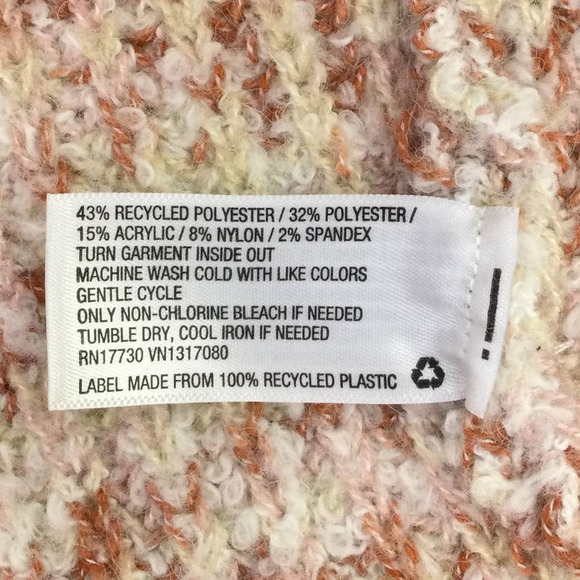 43% RECYCLED POLYESTER / 32% POLYESTER /
15% ACRYLIC / 8% NYLON / 2% SPANDEX
TURN GARMENT INSIDE OUT
MACHINE WASH COLD WITH LIKE COLORS
GENTLE CYCLE
ONLY NON-CHLORINE BLEACH IF NEEDED
TUMBLE DRY, COOL IRON IF NEEDED
RN17730 VN1317080
LABEL MADE FROM 100% RECYCLED PLASTIC